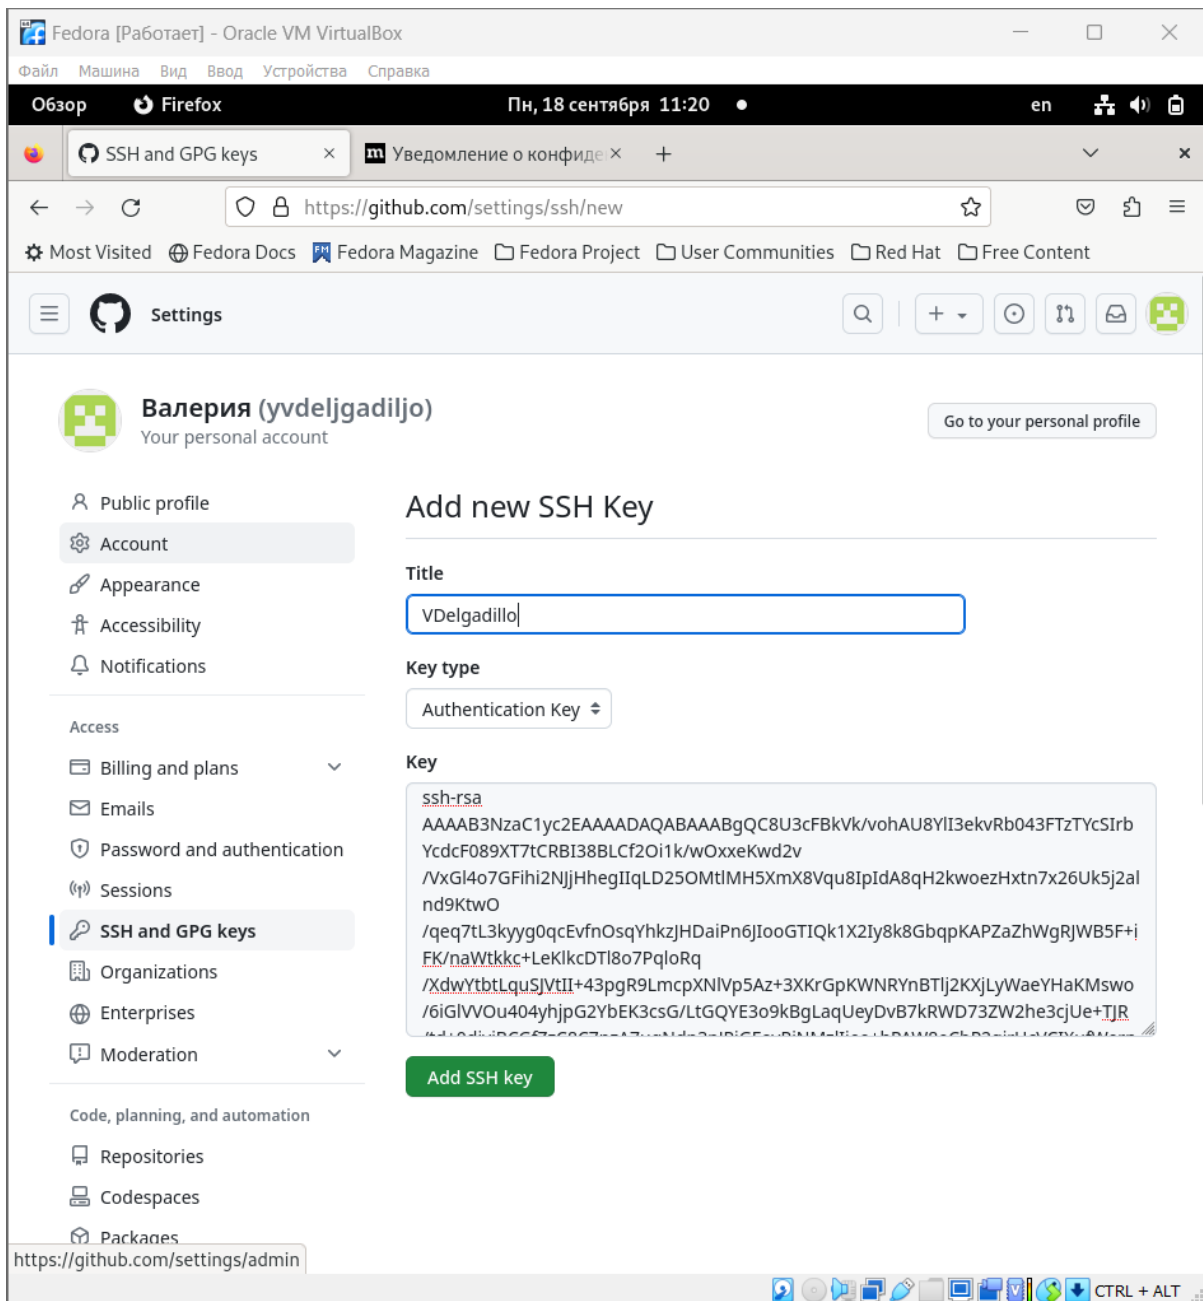 Fedora [Работает] - Oracle VM VirtualBox
Файл Машина Вид Ввод Устройства Справка
Обзор Firefox Пн, 18 сентября 11:20 en
SSH and GPG keys Уведомление о конфиде
https://github.com/settings/ssh/new
Most Visited Fedora Docs Fedora Magazine Fedora Project User Communities Red Hat Free Content
Settings
Валерия (yvdeljgadiljo)
Your personal account
Go to your personal profile
Public profile
Account
Appearance
Accessibility
Notifications
Access
Billing and plans
Emails
Password and authentication
Sessions
SSH and GPG keys
Organizations
Enterprises
Moderation
Code, planning, and automation
Repositories
Codespaces
Packages
Add new SSH Key
Title
VDelgadillo
Key type
Authentication Key
Key
ssh-rsa
AAAAB3NzaC1yc2EAAAADAQABAAABgQC8U3cFBkVk/vohAU8YlI3ekvRb043FTzTYcSIrb
YcdcF089XT7tCRBI38BLCf2Oi1k/wOxxeKwd2v
/VxGl4o7GFihi2NJjHhegIIqLD25OMtlMH5XmX8Vqu8IpIdA8qH2kwoezHxtn7x26Uk5j2al
nd9KtwO
/qeq7tL3kyyg0qcEvfnOsqYhkzJHDaiPn6JIooGTIQk1X2Iy8k8GbqpKAPZaZhWgRJWB5F+i
FK/naWtkkc+LeKlkcDTl8o7PqloRq
/XdwYtbtLquSJVtII+43pgR9LmcpXNlVp5Az+3XKrGpKWNRYnBTlj2KXjLyWaeYHaKMswo
/6iGlVVOu404yhjpG2YbEK3csG/LtGQYE3o9kBgLaqUeyDvB7kRWD73ZW2he3cjUe+TJR
Add SSH key
https://github.com/settings/admin
CTRL + ALT